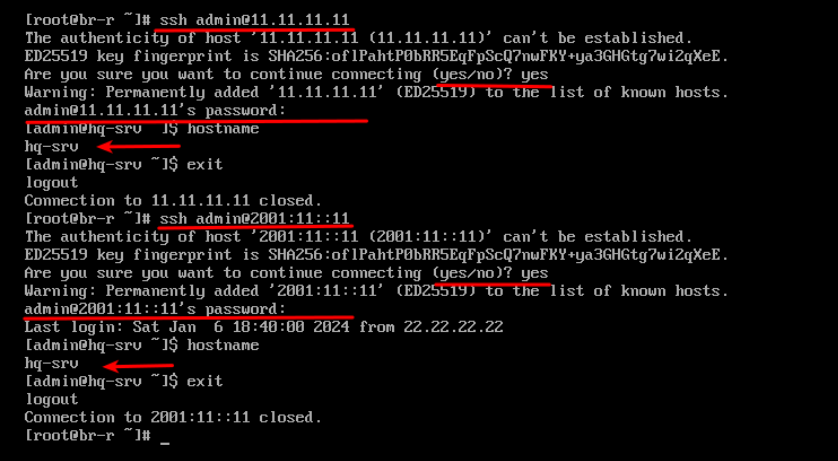 [root@br-r ~]# ssh admin@11.11.11.11
The authenticity of host '11.11.11.11 (11.11.11.11)' can't be established.
ED25519 key fingerprint is SHA256:oflPahtP0bRR5EqFpScQ7nwFKY+ya3GHGtg7wi2qXeE.
Are you sure you want to continue connecting (yes/no)? yes
Warning: Permanently added '11.11.11.11' (ED25519) to the list of known hosts.
admin@11.11.11.11's password:
[admin@hq-srv ~]$ hostname
hq-srv
[admin@hq-srv ~]$ exit
logout
Connection to 11.11.11.11 closed.
[root@br-r ~]# ssh admin@2001:11::11
The authenticity of host '2001:11::11 (2001:11::11)' can't be established.
ED25519 key fingerprint is SHA256:oflPahtP0bRR5EqFpScQ7nwFKY+ya3GHGtg7wi2qXeE.
Are you sure you want to continue connecting (yes/no)? yes
Warning: Permanently added '2001:11::11' (ED25519) to the list of known hosts.
admin@2001:11::11's password:
Last login: Sat Jan  6 18:40:00 2024 from 22.22.22.22
[admin@hq-srv ~]$ hostname
hq-srv
[admin@hq-srv ~]$ exit
logout
Connection to 2001:11::11 closed.
[root@br-r ~]# _